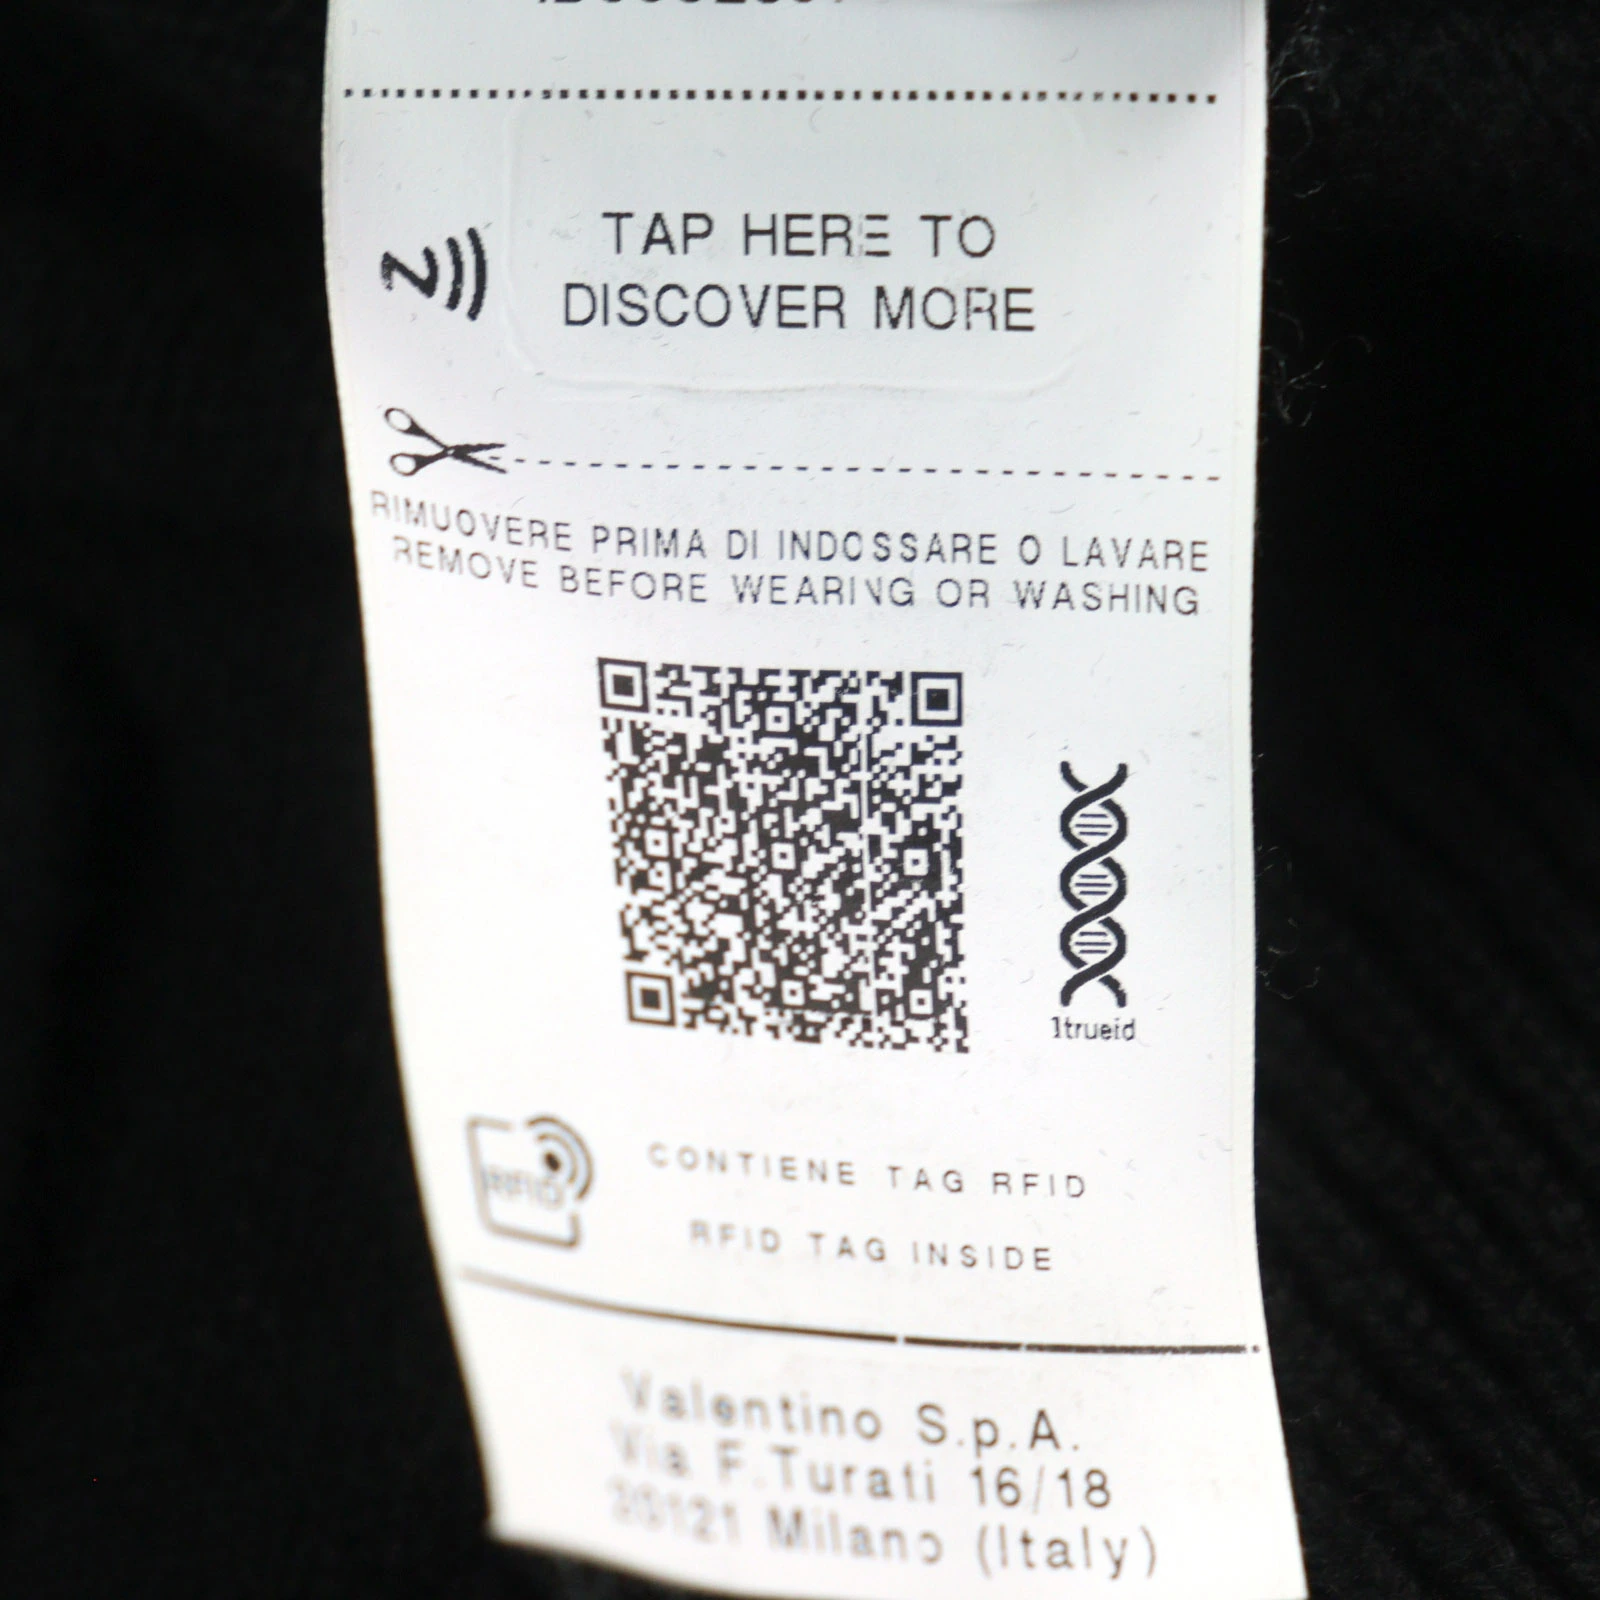 TAP HERE TO
DISCOVER MORE
RIMUOVERE PRIMA DI INDOSSARE O LAVARE
REMOVE BEFORE WEARING OR WASHING
1trueid
RFID
CONTIENE TAG RFID
RFID TAG INSIDE
Valentino S.p.A.
Via F.Turati 16/18
20121 Milano (Italy)